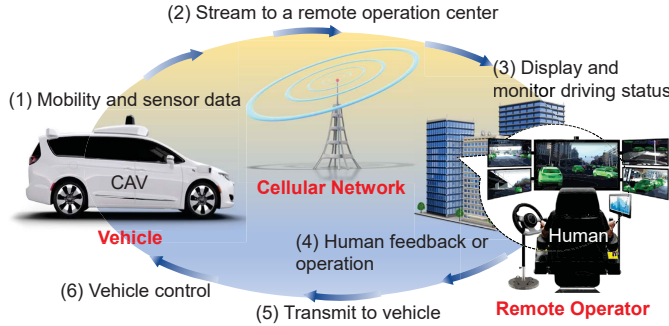 (2) Stream to a remote operation center
(3) Display and
monitor driving status
(1) Mobility and sensor data
CAV
Cellular Network
Vehicle
Human
(4) Human feedback or
operation
(6) Vehicle control
(5) Transmit to vehicle
Remote Operator